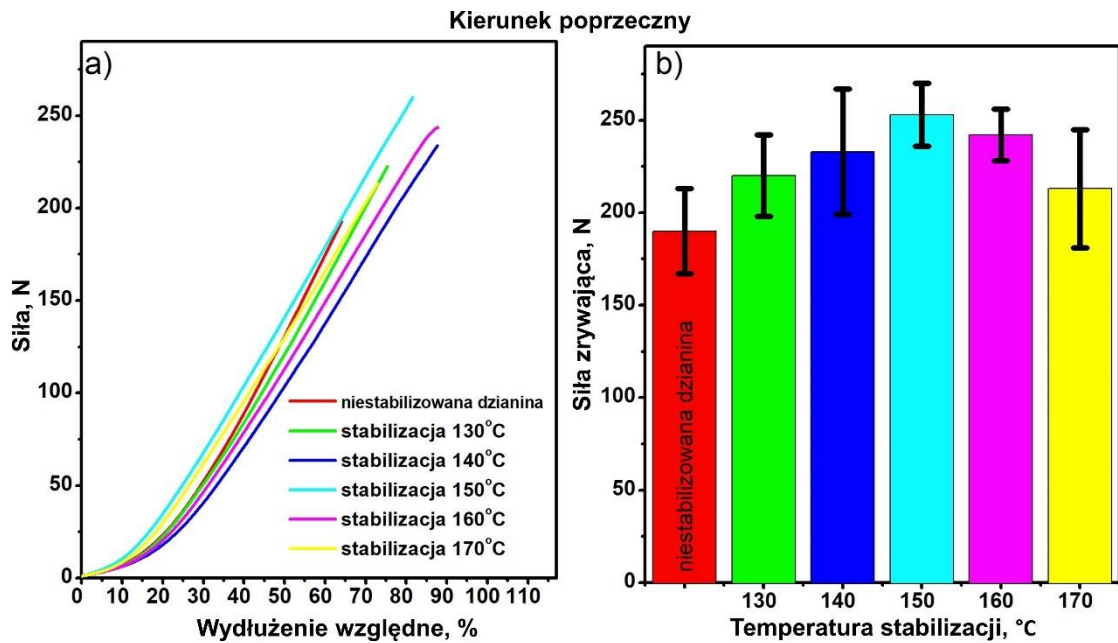 Kierunek poprzeczny
a)
Siła, N
250
200
150
100
50
0
0 10 20 30 40 50 60 70 80 90 100 110
Wydłużenie względne, %
niestabilizowana dzianina
stabilizacja 130°C
stabilizacja 140°C
stabilizacja 150°C
stabilizacja 160°C
stabilizacja 170°C
b)
Siła zrywająca, N
250
200
150
100
50
0
niestabilizowana dzianina
130 140 150 160 170
Temperatura stabilizacji, °C